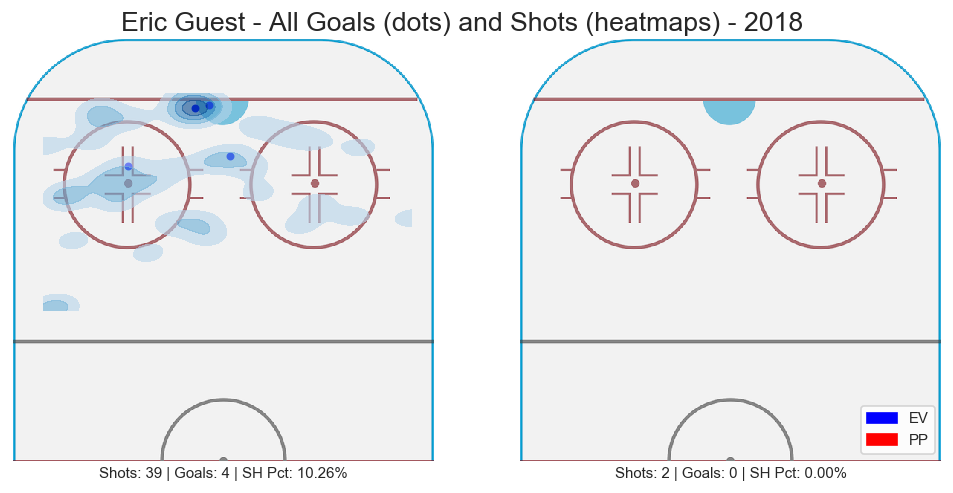 Eric Guest - All Goals (dots) and Shots (heatmaps) - 2018
EV
PP
Shots: 39 | Goals: 4 | SH Pct: 10.26%
Shots: 2 | Goals: 0 | SH Pct: 0.00%